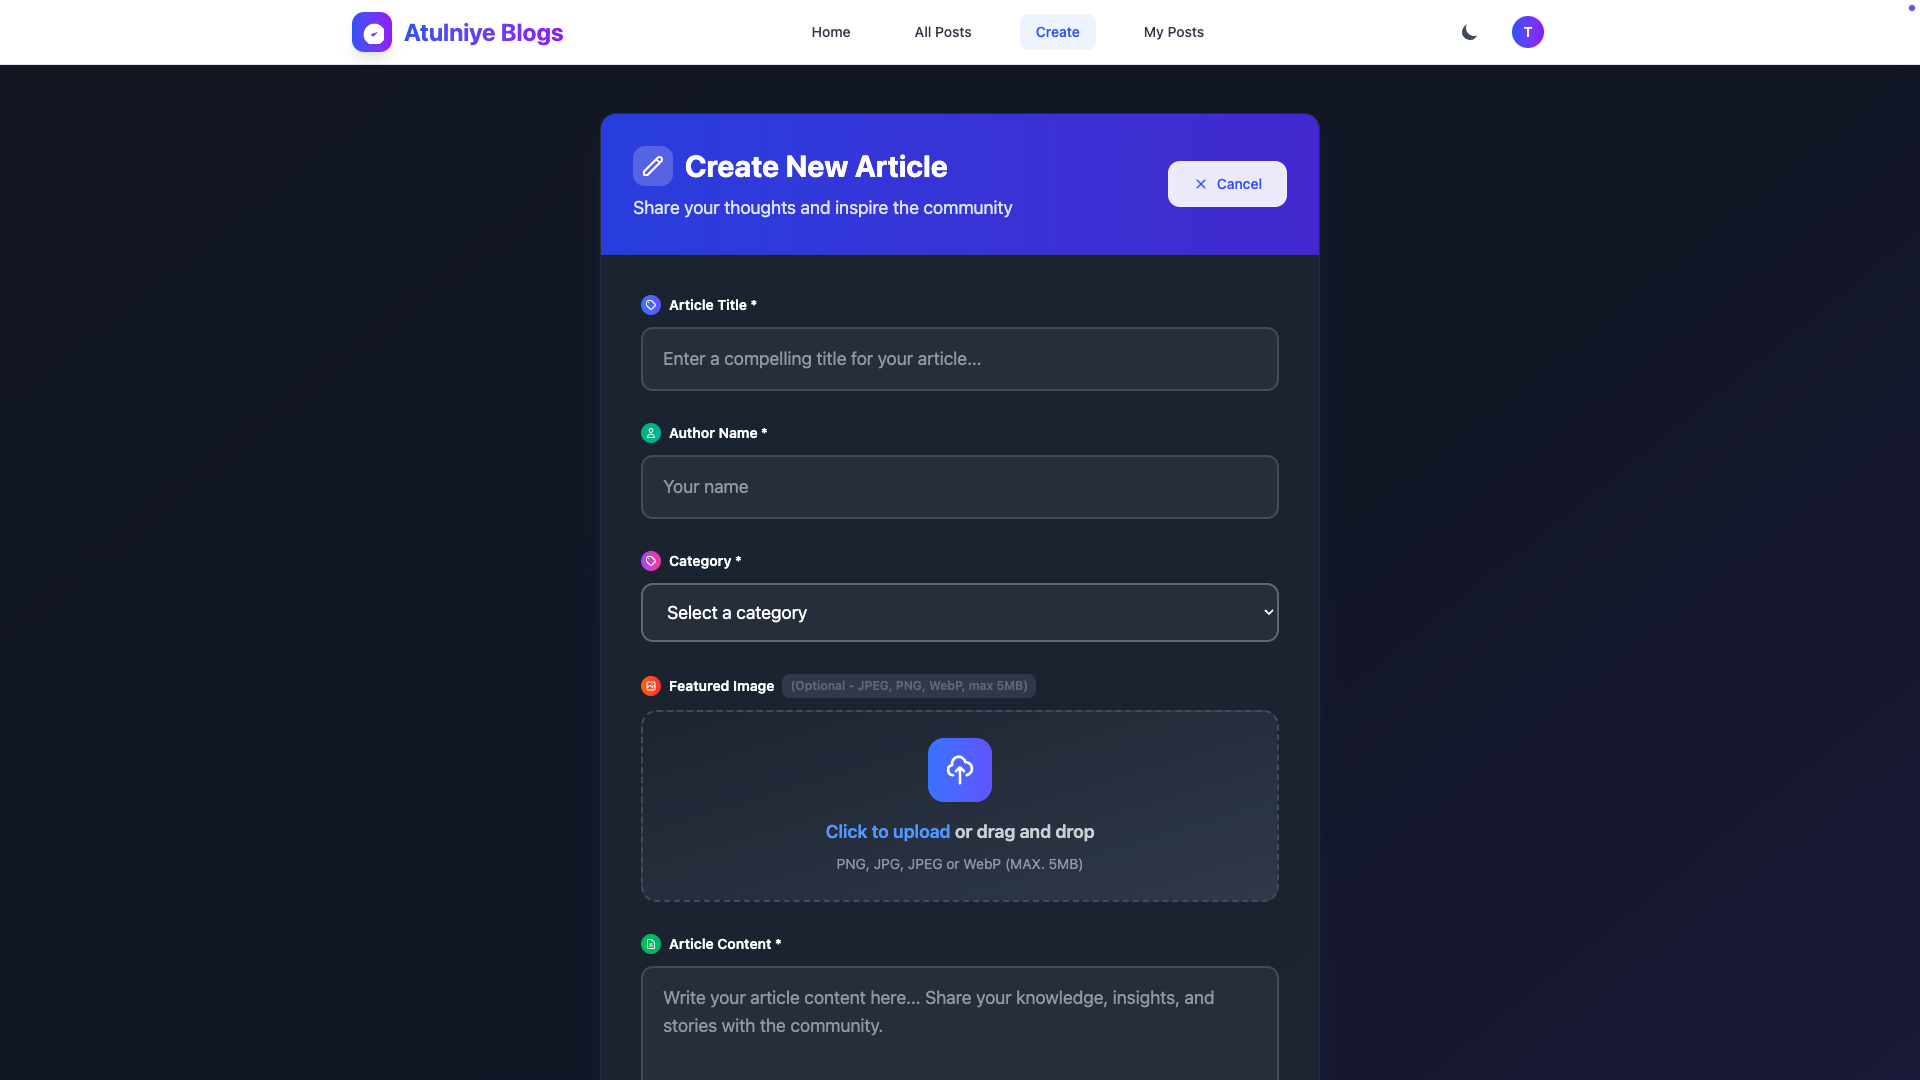 Atulniye Blogs
Home
All Posts
Create
My Posts
T
Create New Article
Share your thoughts and inspire the community
Cancel
Article Title *
Enter a compelling title for your article...
Author Name *
Your name
Category *
Select a category
Featured Image (Optional - JPEG, PNG, WebP, max 5MB)
Click to upload or drag and drop
PNG, JPG, JPEG or WebP (MAX. 5MB)
Article Content *
Write your article content here... Share your knowledge, insights, and
stories with the community.